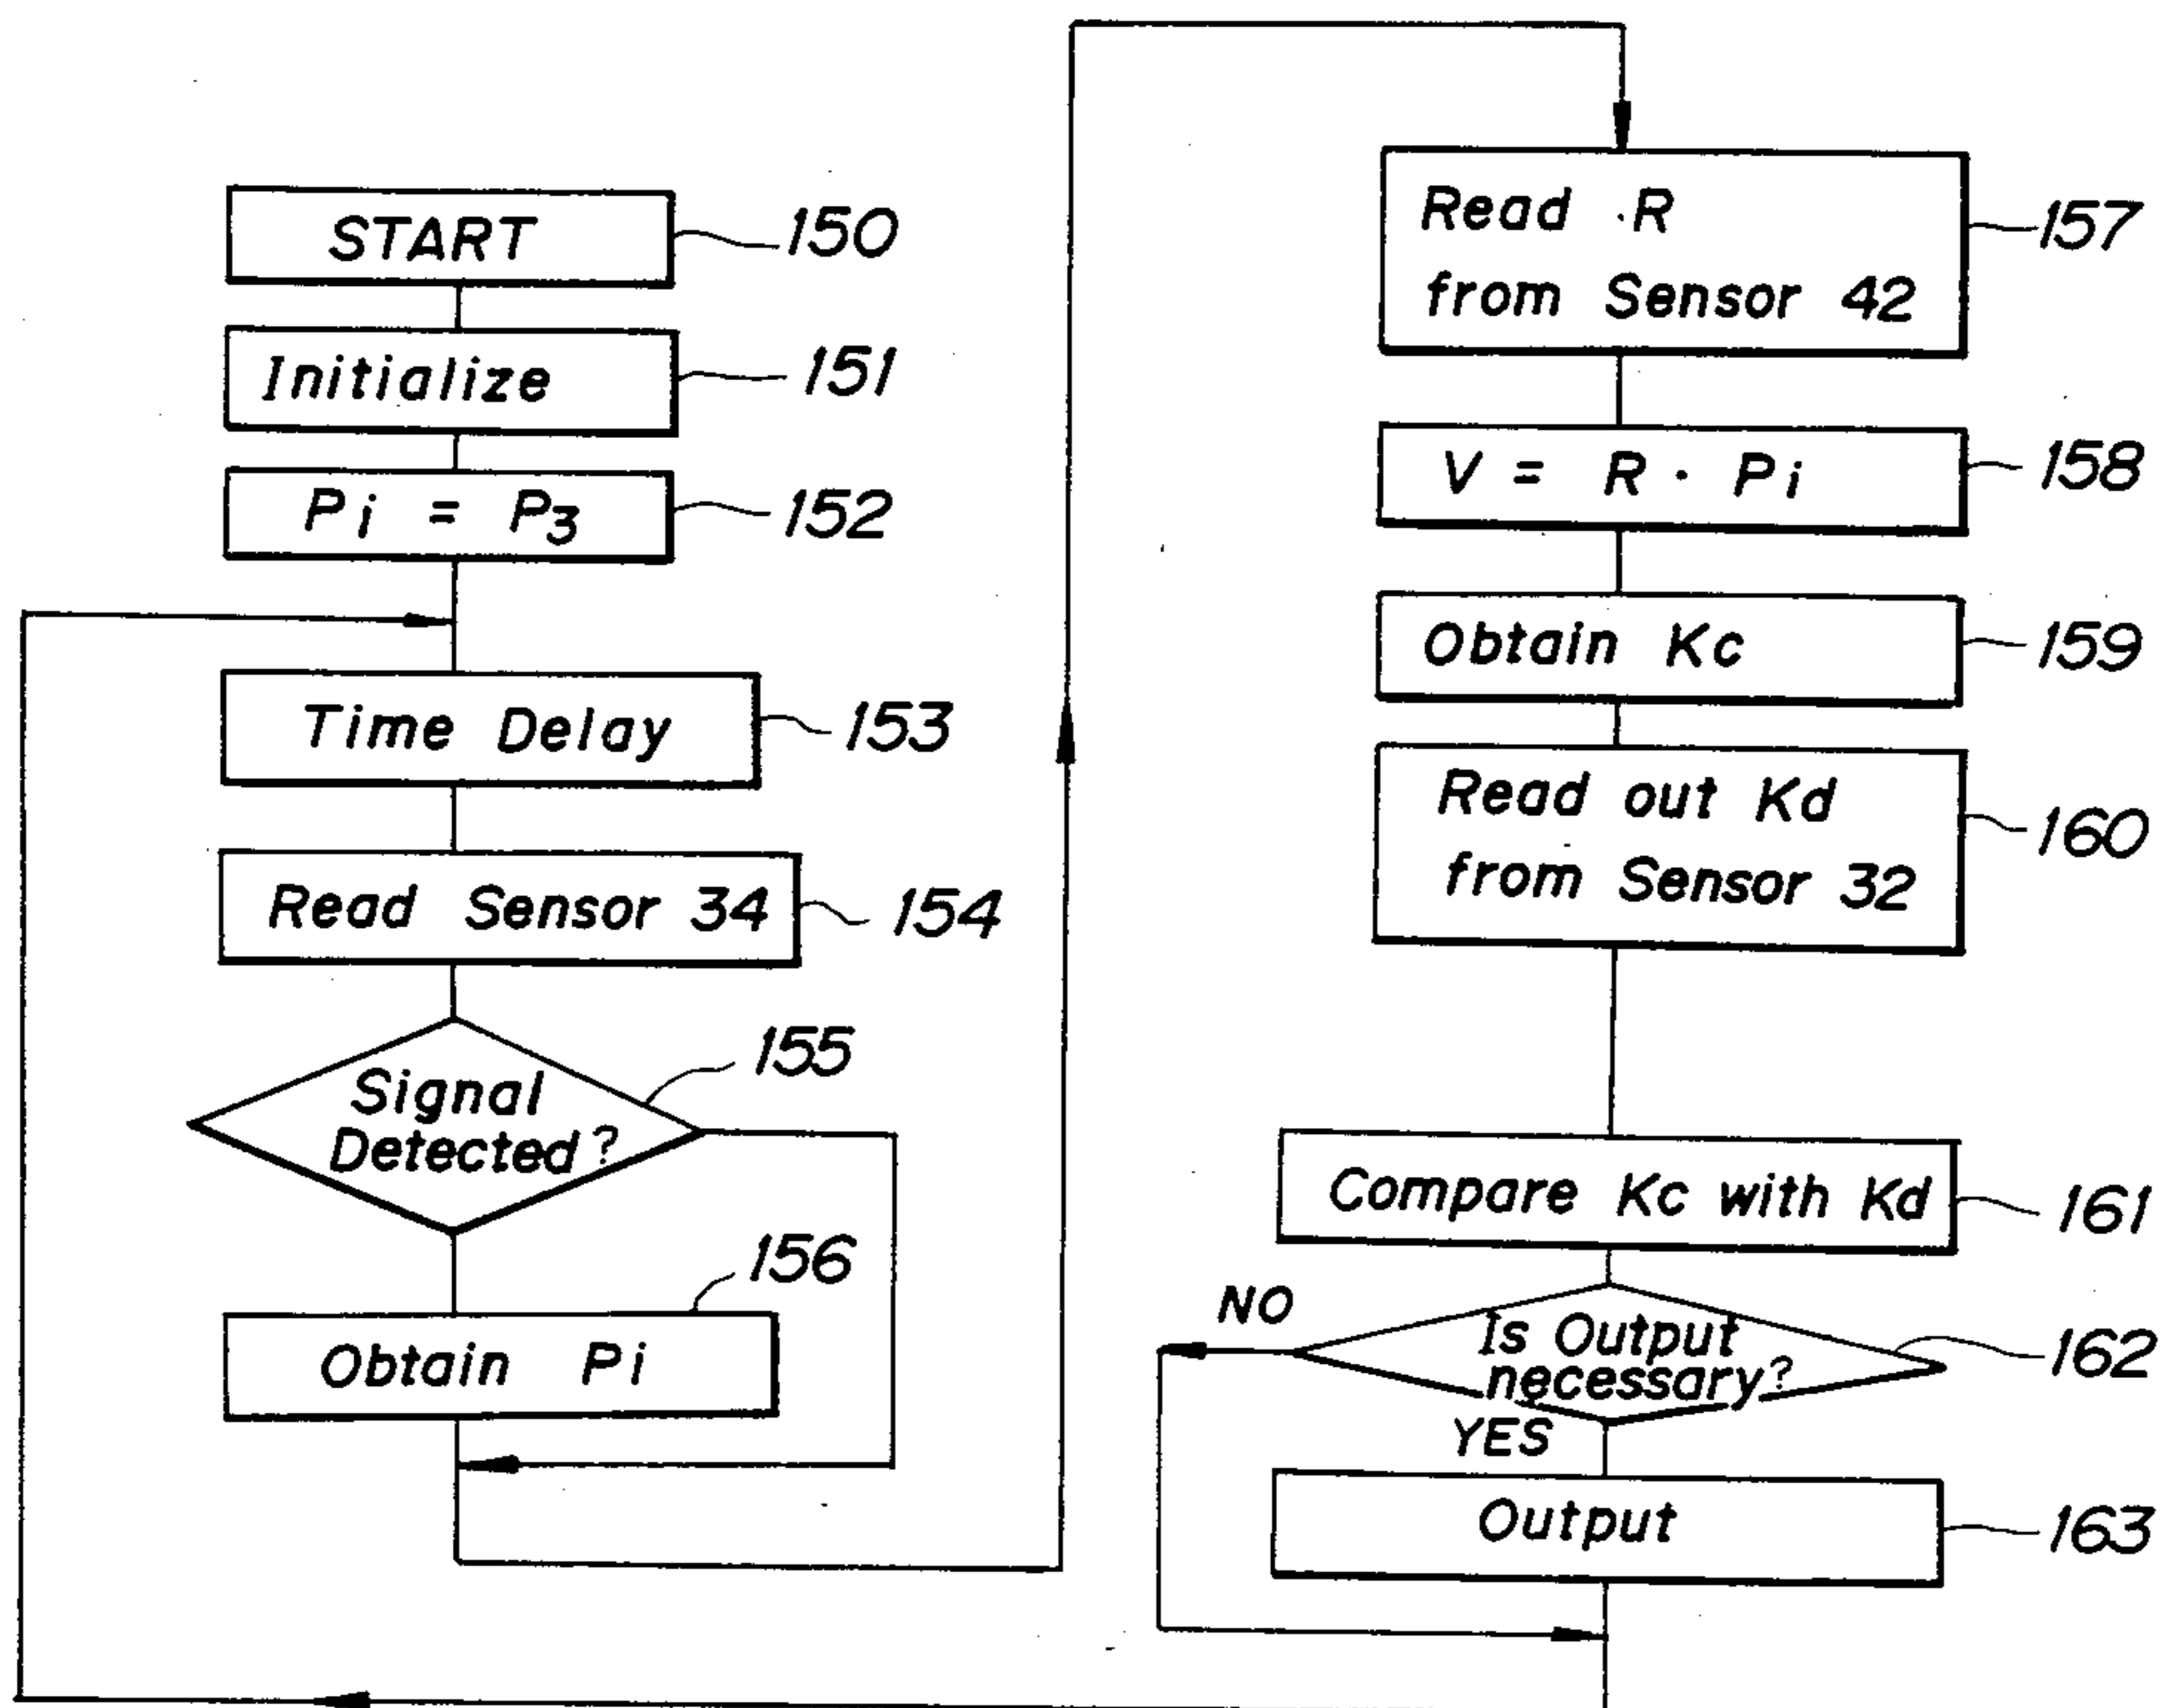 START
150
Initialize
151
Pi = P3
152
Time Delay
153
Read Sensor 34
154
Signal
Detected?
155
Obtain Pi
156
Read R
from Sensor 42
157
V = R · Pi
158
Obtain Kc
159
Read out Kd
from Sensor 32
160
Compare Kc with Kd
161
Is Output
necessary?
162
NO
YES
Output
163